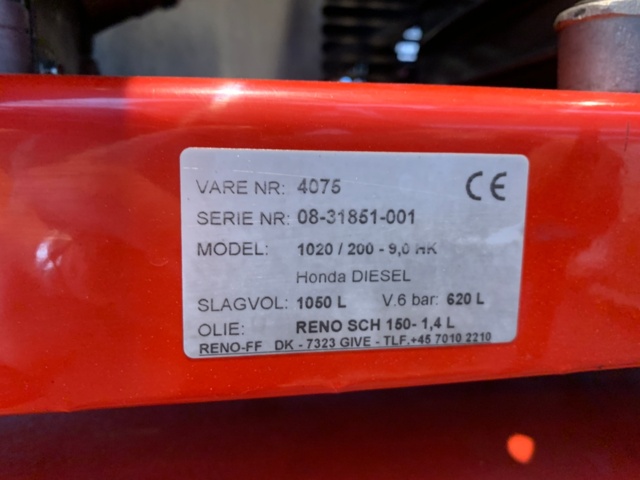 VARE NR: 4075 CE
SERIE NR: 08-31851-001
MODEL: 1020 / 200 - 9,0 HK
Honda DIESEL
SLAGVOL: 1050 L V.6 bar: 620 L
OLIE: RENO SCH 150- 1,4 L
RENO-FF DK - 7323 GIVE - TLF.+45 7010 2210